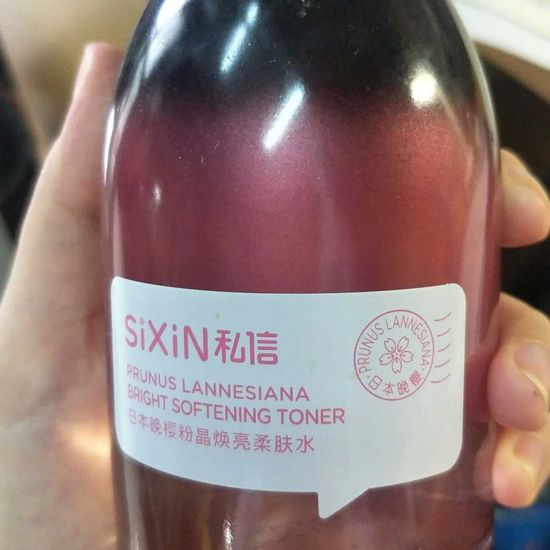 SiXiN私信
PRUNUS LANNESIANA
BRIGHT SOFTENING TONER
日本晚樱粉晶焕亮柔肤水
PRUNUS LANNESIANA
日本晚樱